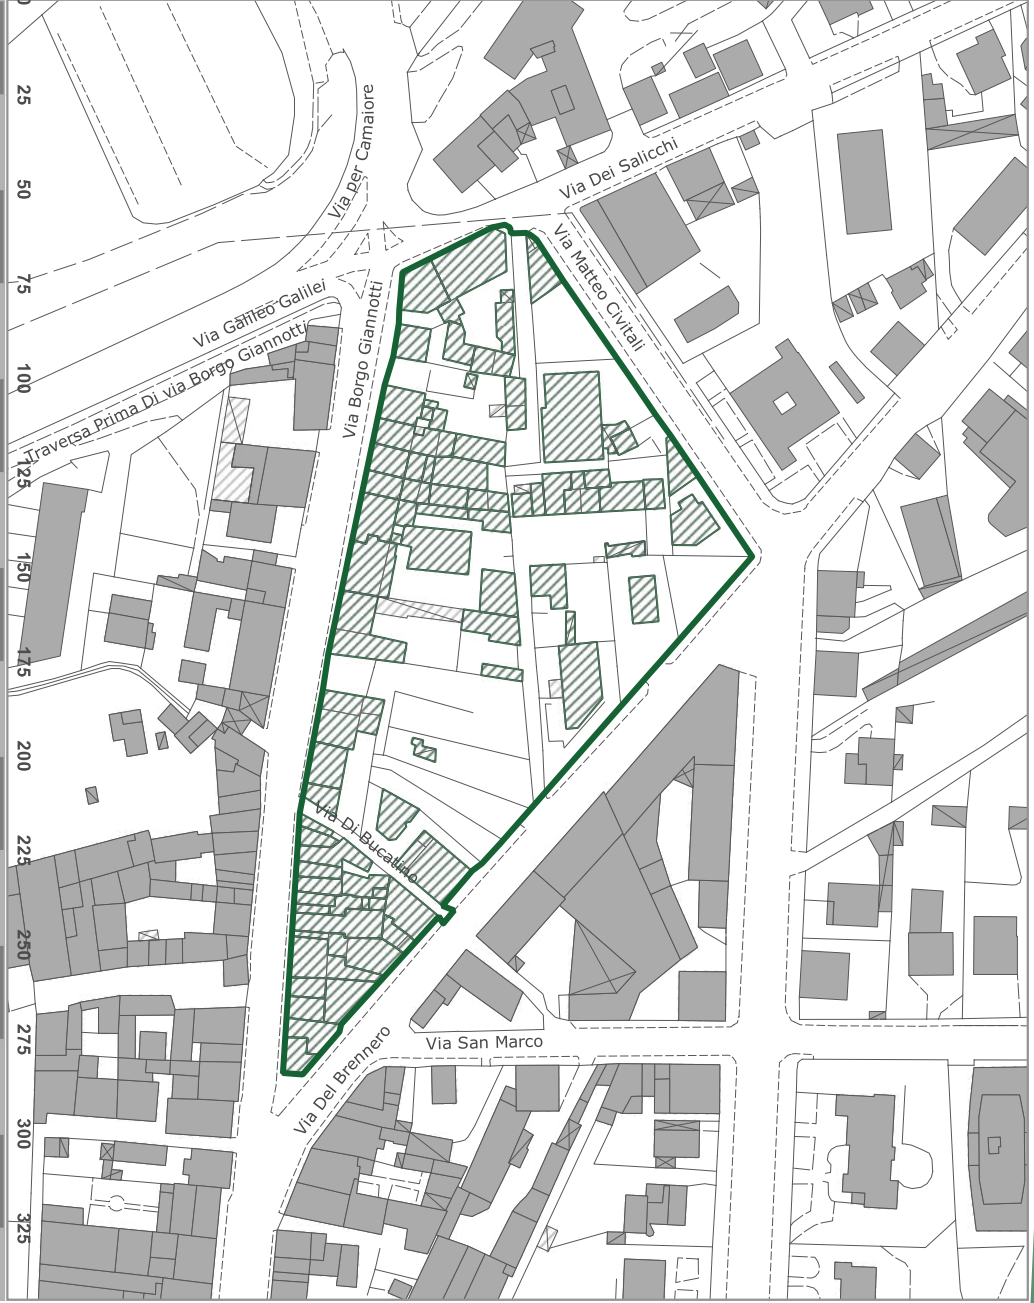 0
25
50
75
100
125
150
175
200
225
250
275
300
325
Via per Camaiore
Via Dei Salicchi
Via Matteo Civitali
Via Galileo Galilei
Via Borgo Giannotti
Traversa Prima Di via Borgo Giannotti
Via Di Bucatino
Via San Marco
Via Del Brennero